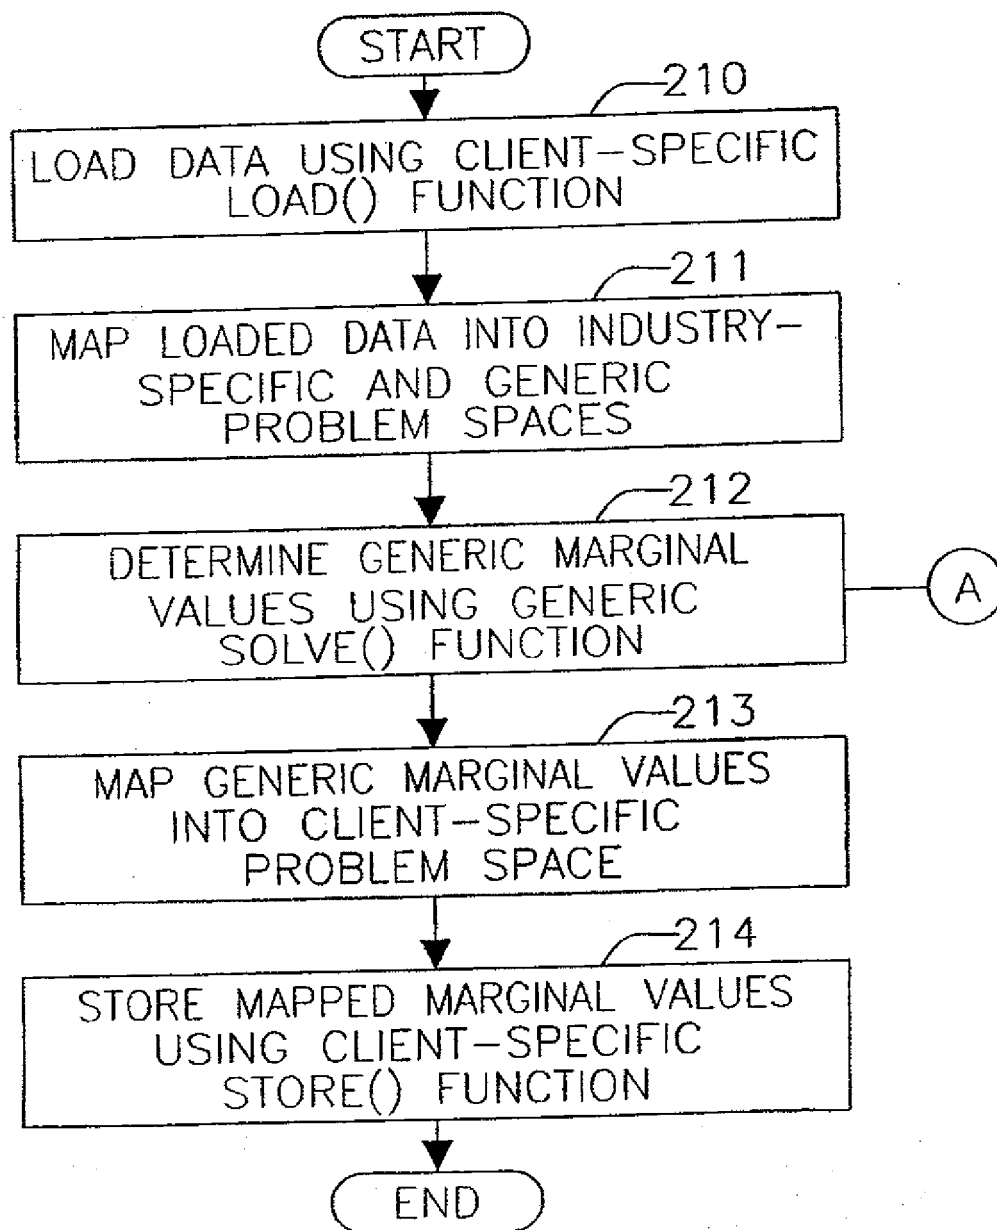 START
210
LOAD DATA USING CLIENT-SPECIFIC
LOAD() FUNCTION
211
MAP LOADED DATA INTO INDUSTRY-
SPECIFIC AND GENERIC
PROBLEM SPACES
212
DETERMINE GENERIC MARGINAL
VALUES USING GENERIC
SOLVE() FUNCTION
A
213
MAP GENERIC MARGINAL VALUES
INTO CLIENT-SPECIFIC
PROBLEM SPACE
214
STORE MAPPED MARGINAL VALUES
USING CLIENT-SPECIFIC
STORE() FUNCTION
END